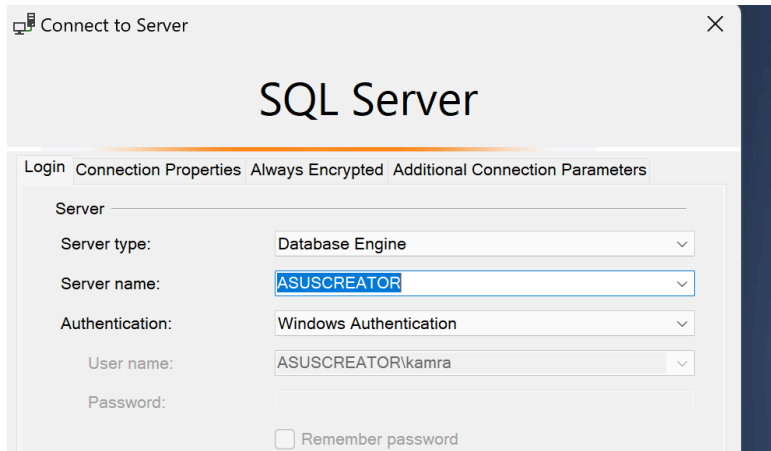 Connect to Server
SQL Server
Login Connection Properties Always Encrypted Additional Connection Parameters
Server
Server type: Database Engine
Server name: ASUSCREATOR
Authentication: Windows Authentication
User name: ASUSCREATOR\kamra
Password:
Remember password